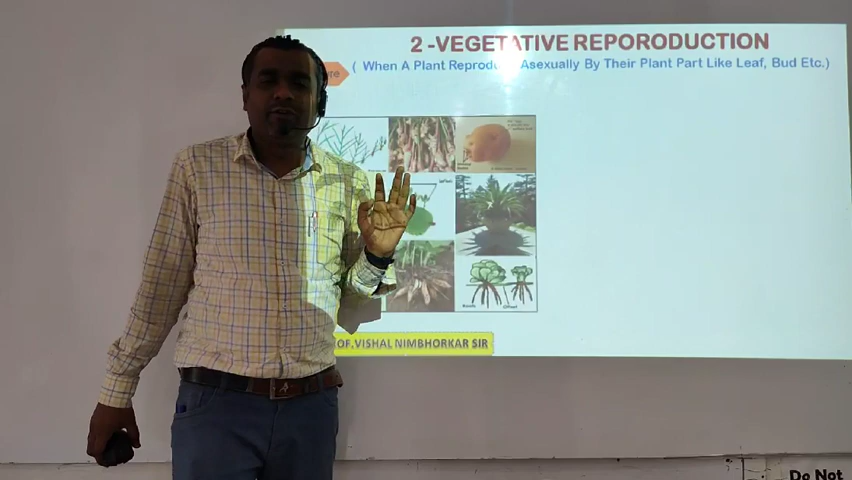 2 -VEGETATIVE REPORODUCTION
( When A Plant Asexually By Their Plant Part Like Leaf, Bud Etc.)
OF.VISHAL NIMBHORKAR SIR
Do Not